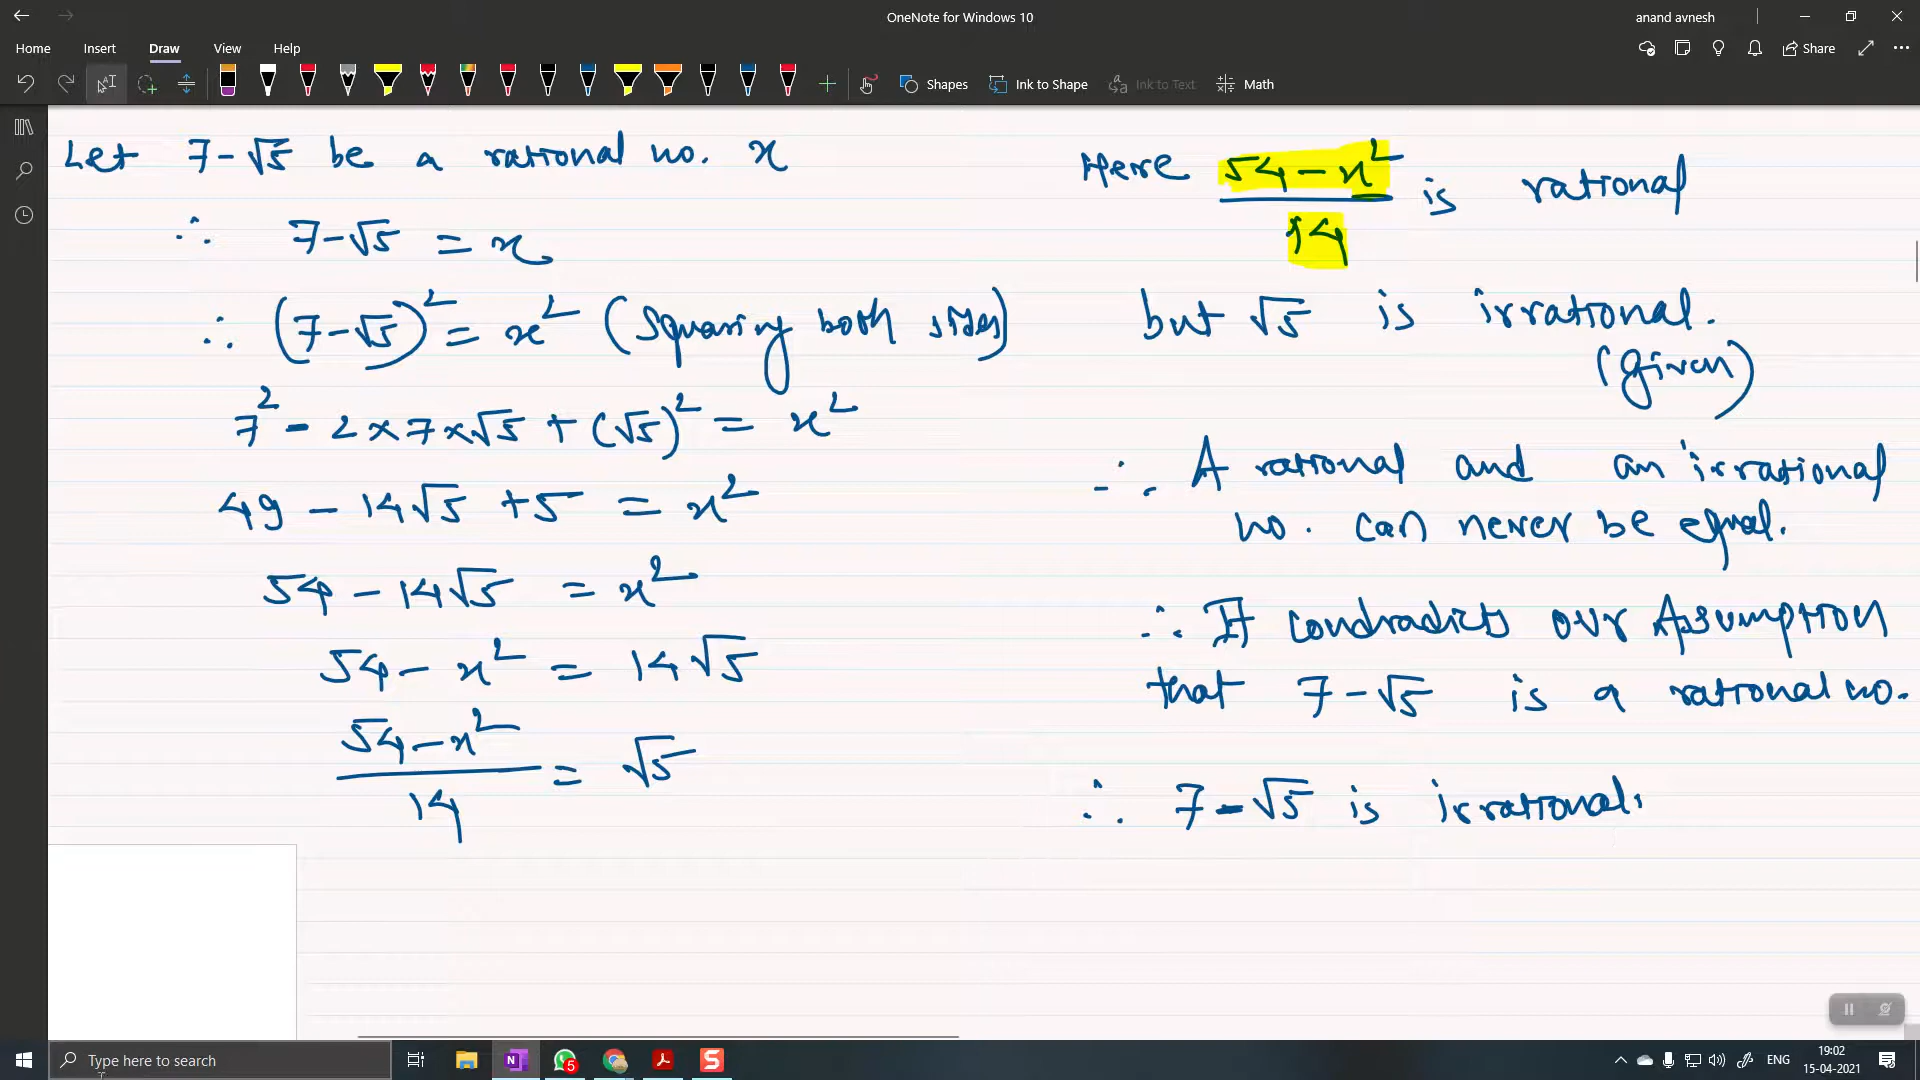 OneNote for Windows 10
anand avnesh
Home Insert Draw View Help
Share
Shapes Ink to Shape Ink to Text Math
Let 7-√5 be a rational no. x
∴ 7-√5 = x
∴ (7-√5)² = x² (Squaring both sides)
7² - 2×7×√5 + (√5)² = x²
49 - 14√5 + 5 = x²
54 - 14√5 = x²
54 - x² = 14√5
54-x²
14
= √5
Here
54-x²
14
is rational
but √5 is irrational.
(given)
∴ A rational and an irrational
no. can never be equal.
∴ It condradicts our Assumption
that 7-√5 is a rational no.
∴ 7-√5 is irrational.
Type here to search
5
ENG
19:02
15-04-2021